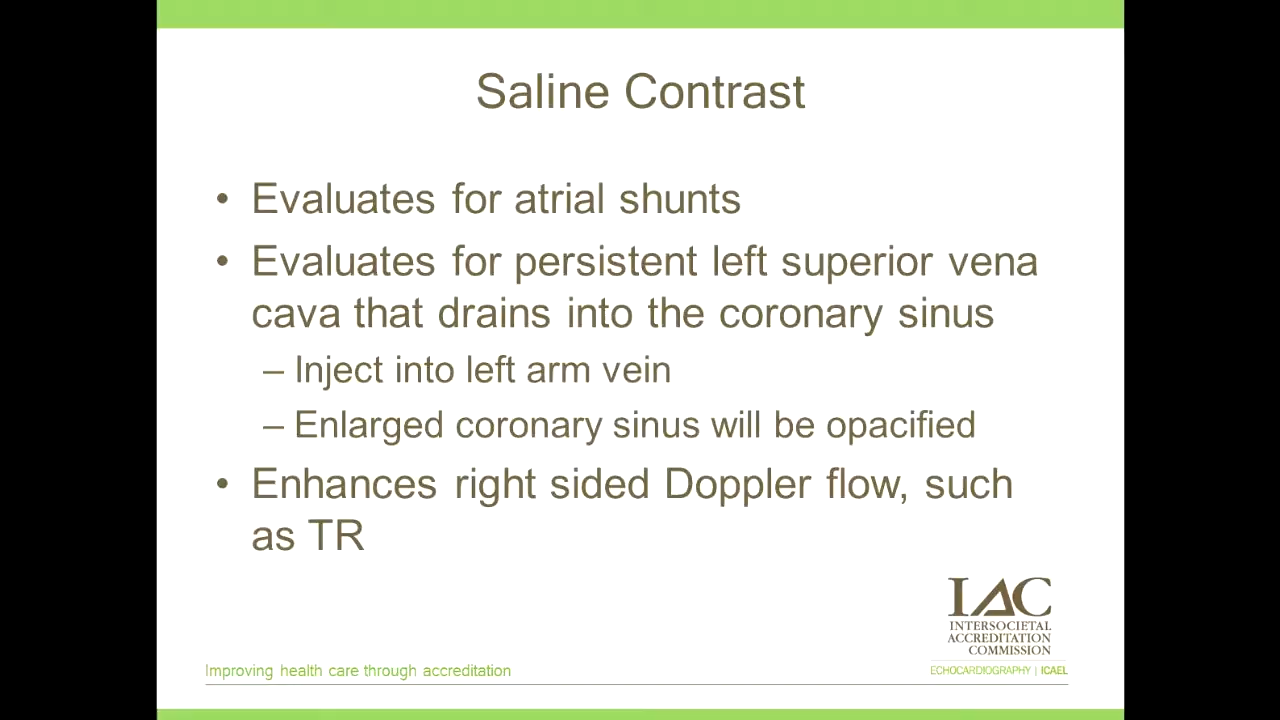 Saline Contrast
• Evaluates for atrial shunts
• Evaluates for persistent left superior vena
cava that drains into the coronary sinus
– Inject into left arm vein
– Enlarged coronary sinus will be opacified
• Enhances right sided Doppler flow, such
as TR
IAC
INTERSOCIETAL
ACCREDITATION
COMMISSION
Improving health care through accreditation
ECHOCARDIOGRAPHY | ICAEL